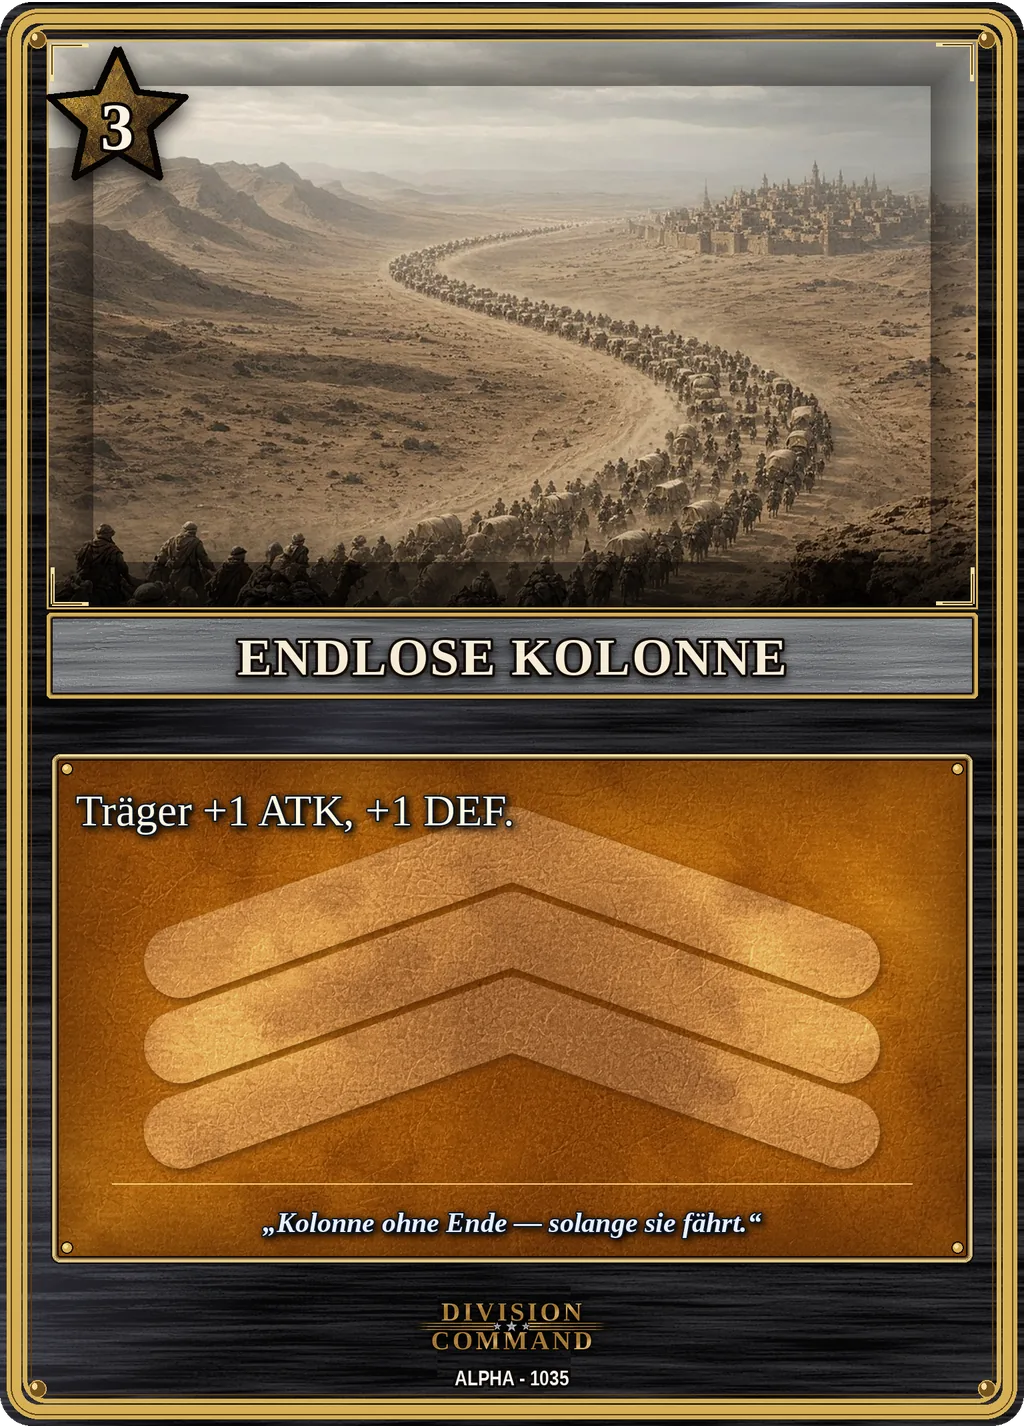 3
ENDLOSE KOLONNE
Träger +1 ATK, +1 DEF.
„Kolonne ohne Ende — solange sie fährt.“
DIVISION
COMMAND
ALPHA - 1035